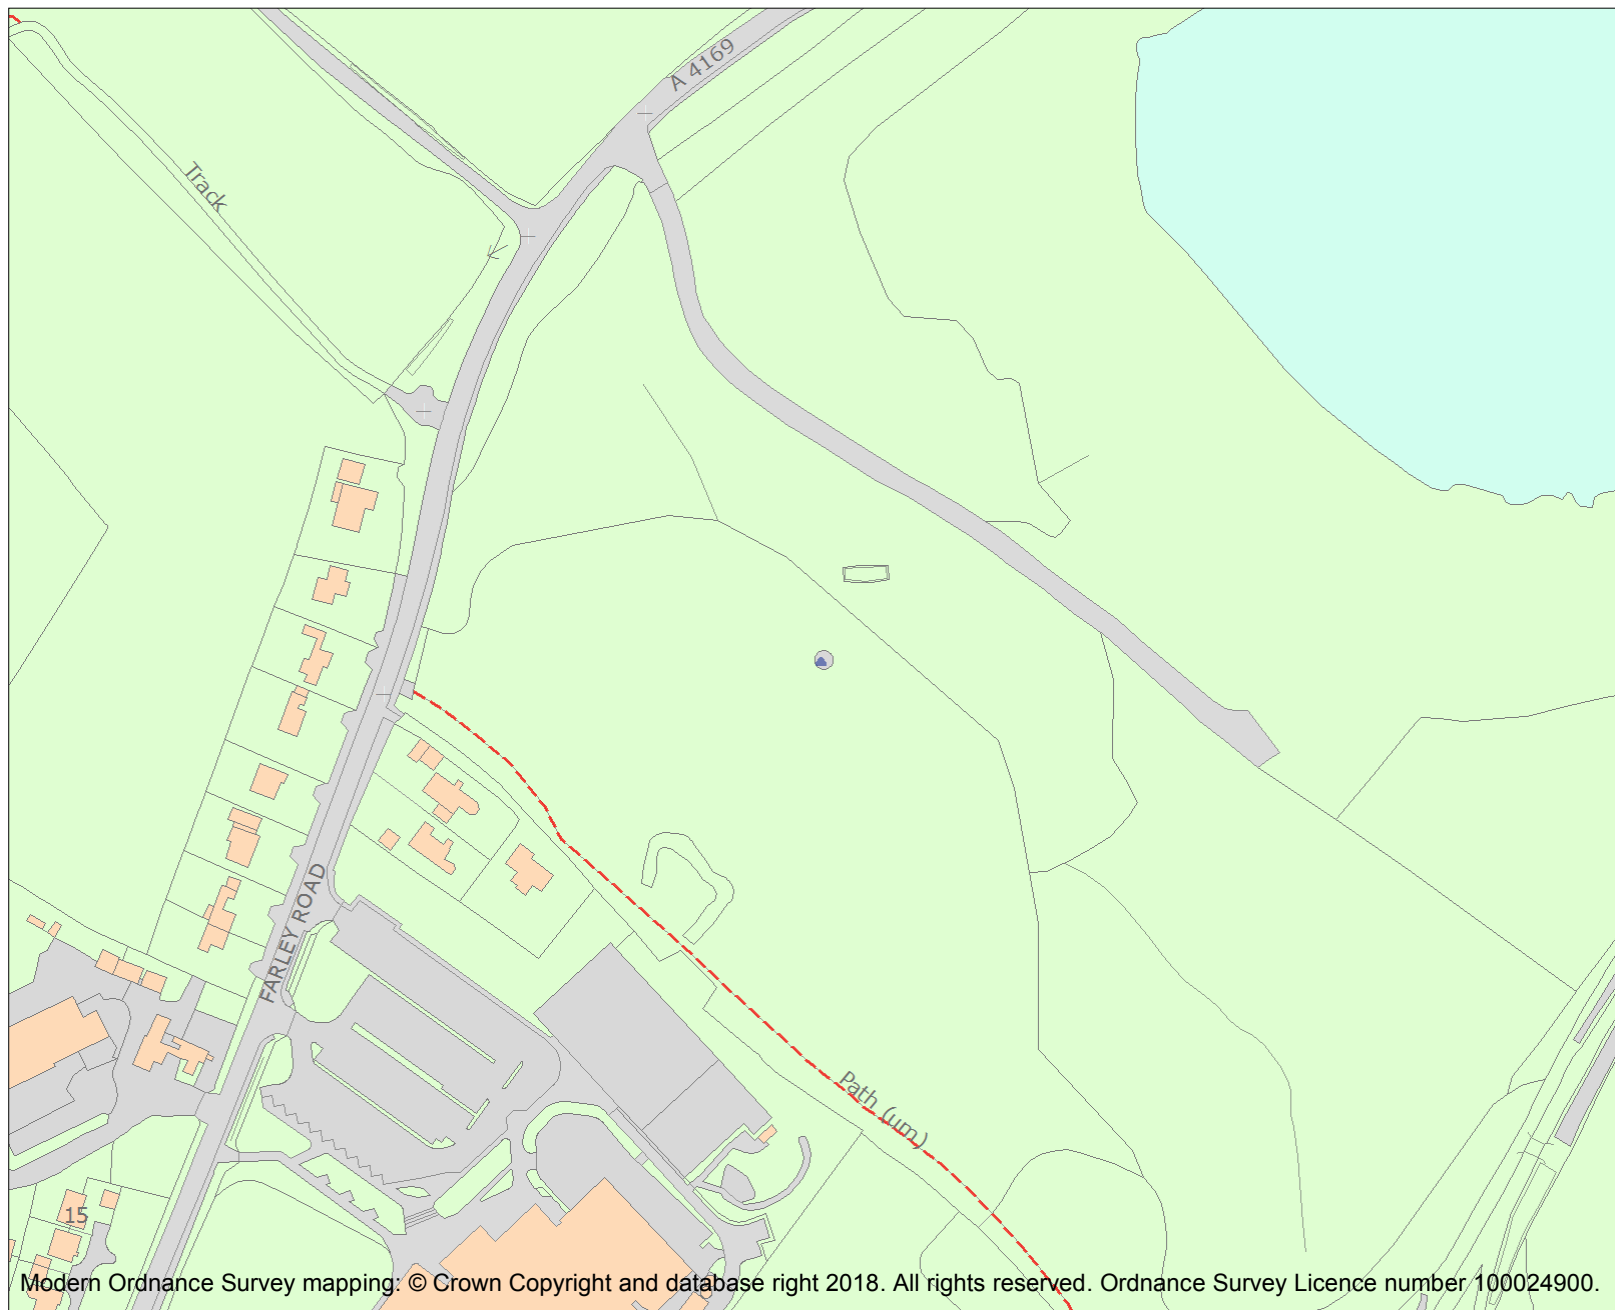 A 4169
Track
FARLEY ROAD
Path (um)
15
Modern Ordnance Survey mapping: © Crown Copyright and database right 2018. All rights reserved. Ordnance Survey Licence number 100024900.